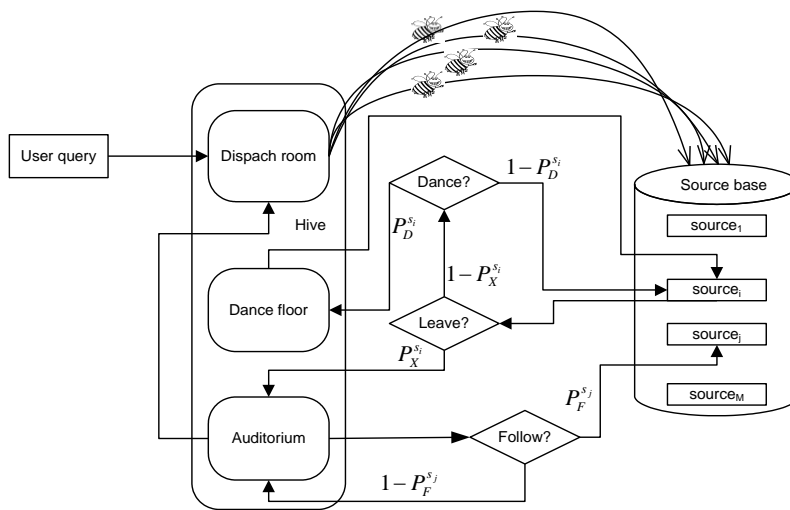 User query
Dispach room
Hive
Dance floor
Auditorium
Dance?
1 − P_D^{s_i}
P_D^{s_i}
1 − P_X^{s_i}
Leave?
P_X^{s_i}
Follow?
P_F^{s_j}
1 − P_F^{s_j}
Source base
source₁
sourceᵢ
sourceⱼ
source_M